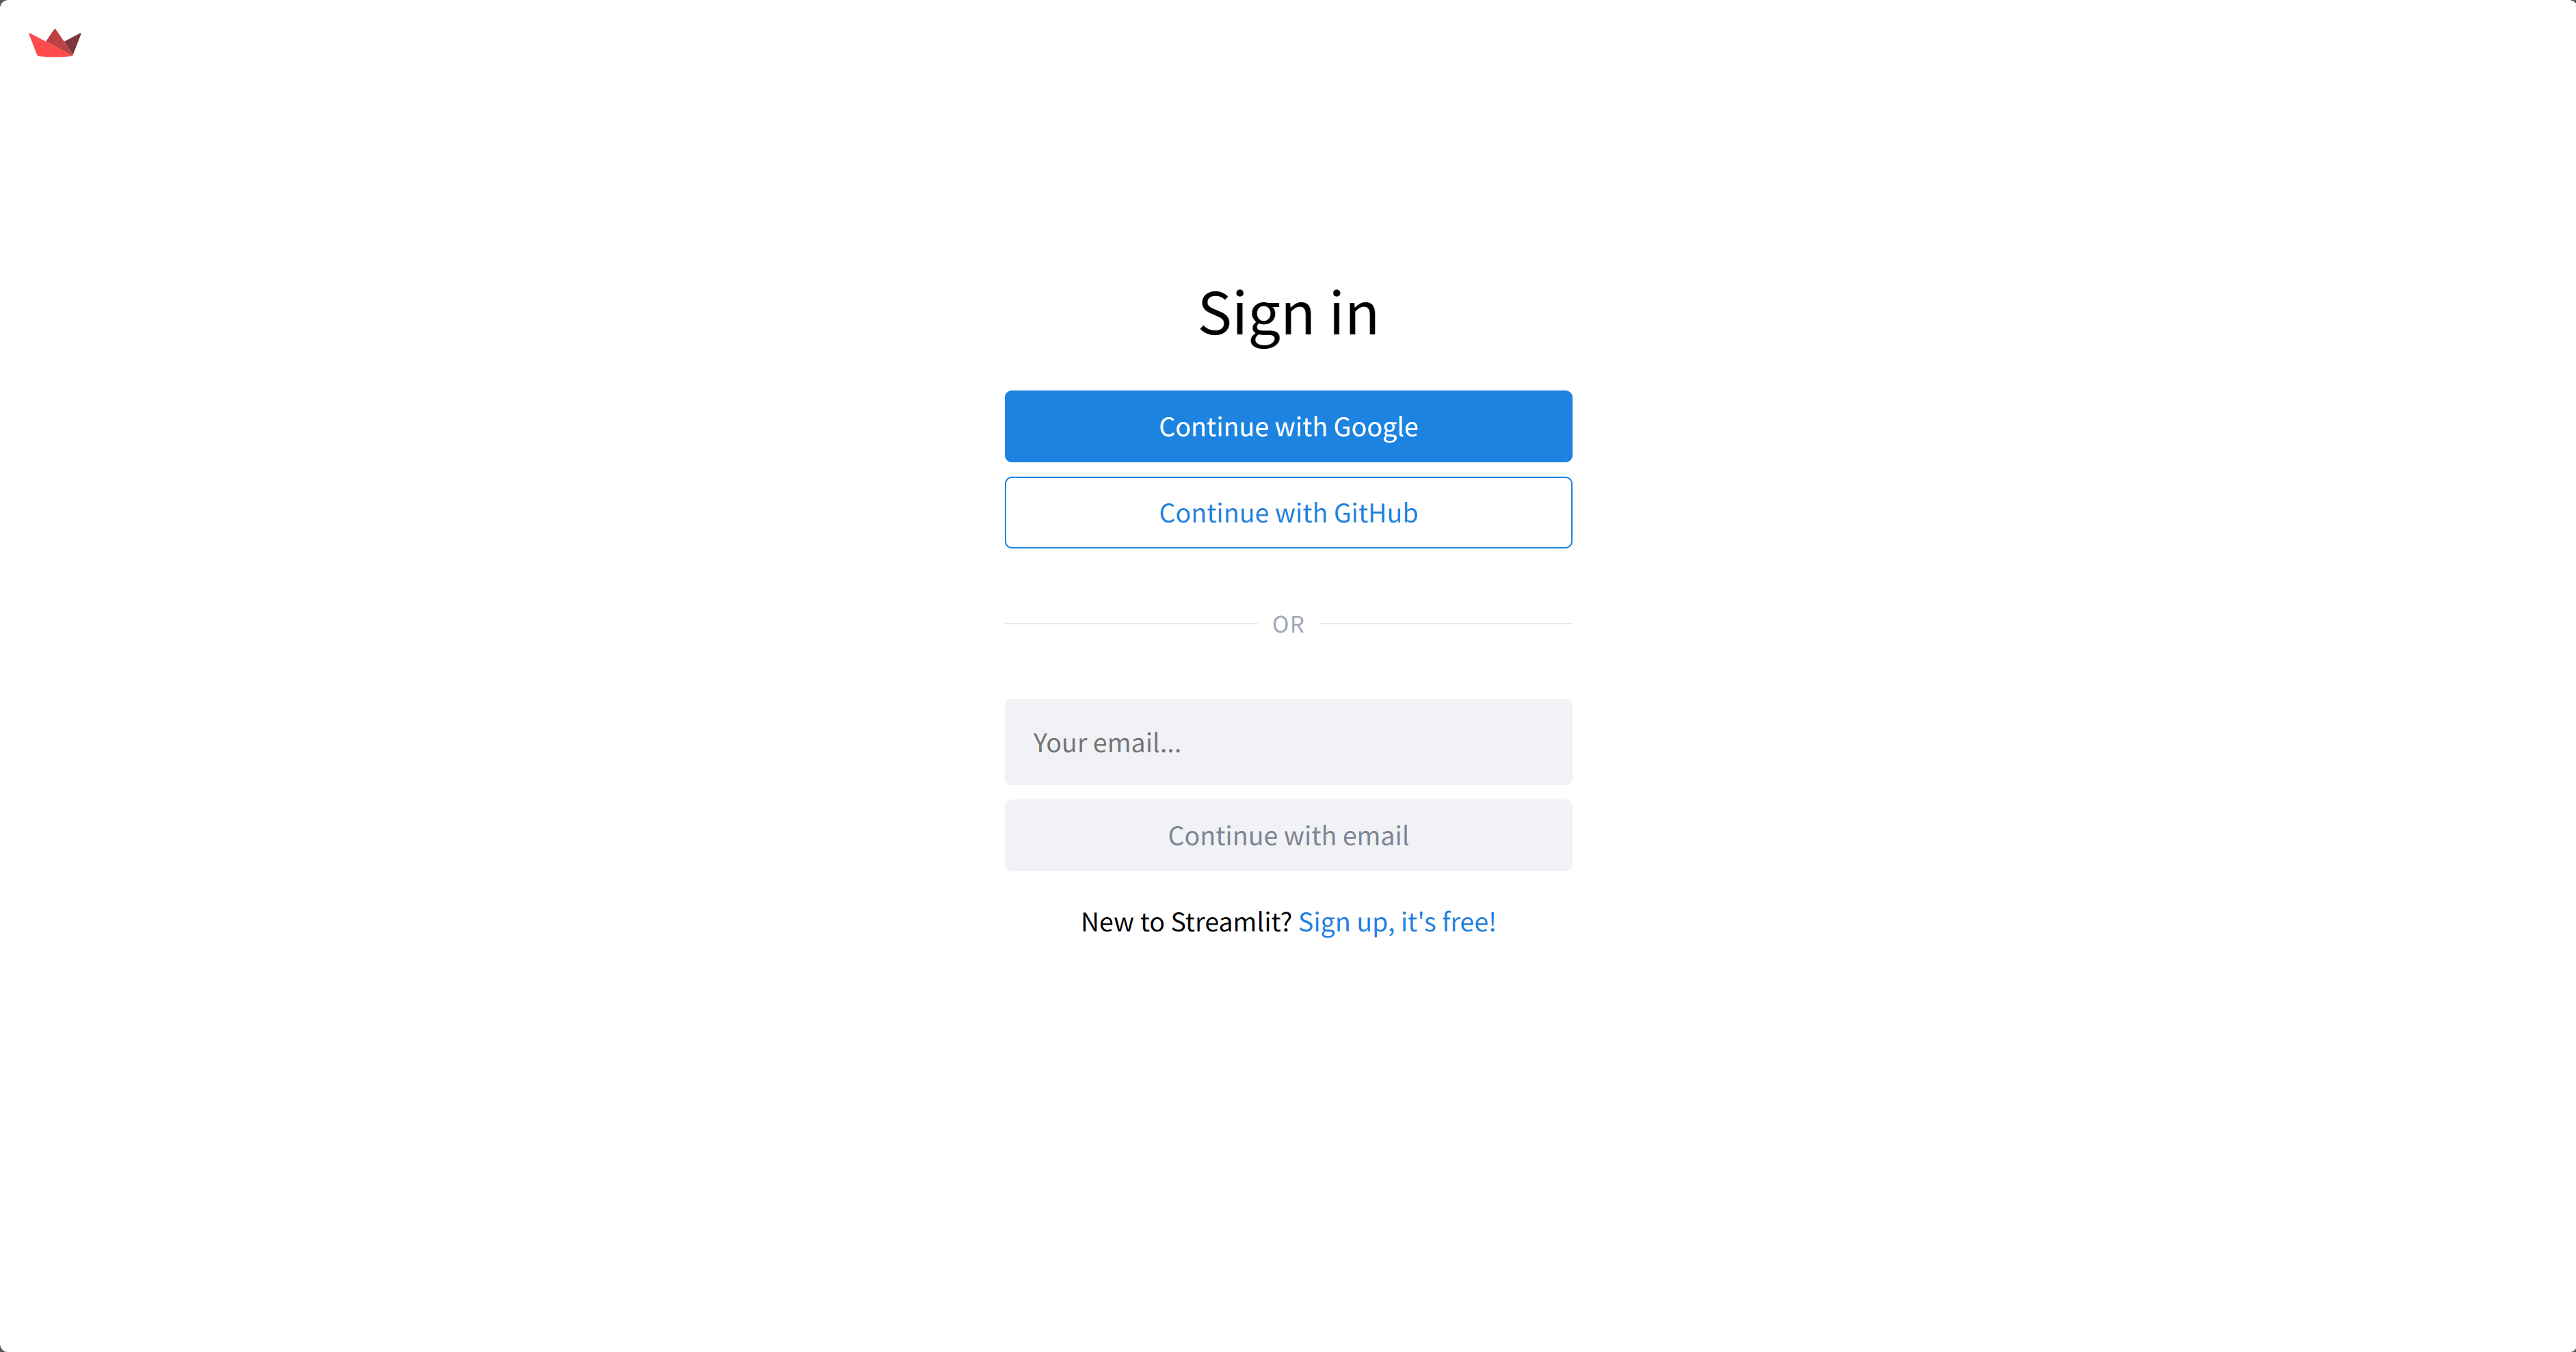 Sign in
Continue with Google
Continue with GitHub
OR
Your email...
Continue with email
New to Streamlit? Sign up, it's free!